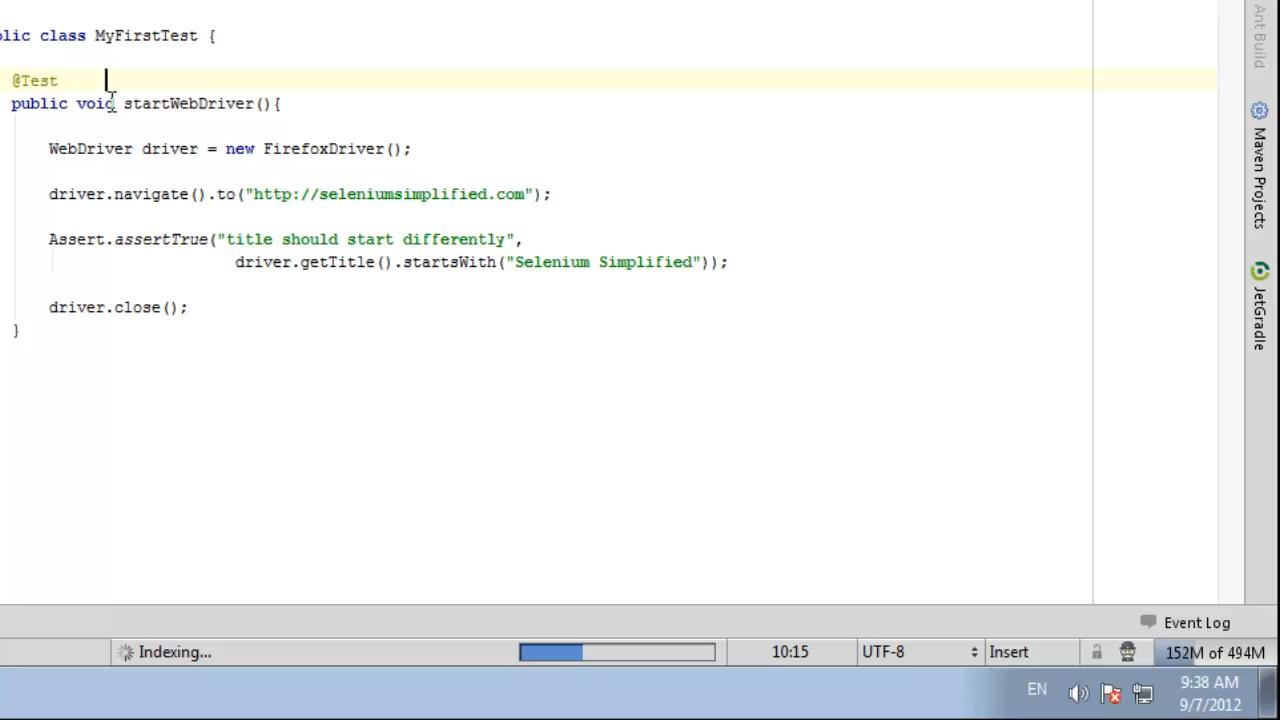 Ant Build
blic class MyFirstTest {
@Test
public void startWebDriver(){
WebDriver driver = new FirefoxDriver();
driver.navigate().to("http://seleniumsimplified.com");
Assert.assertTrue("title should start differently",
driver.getTitle().startsWith("Selenium Simplified"));
driver.close();
}
Maven Projects
JetGradle
Event Log
Indexing...
10:15
UTF-8
Insert
152M of 494M
EN
9:38 AM
9/7/2012